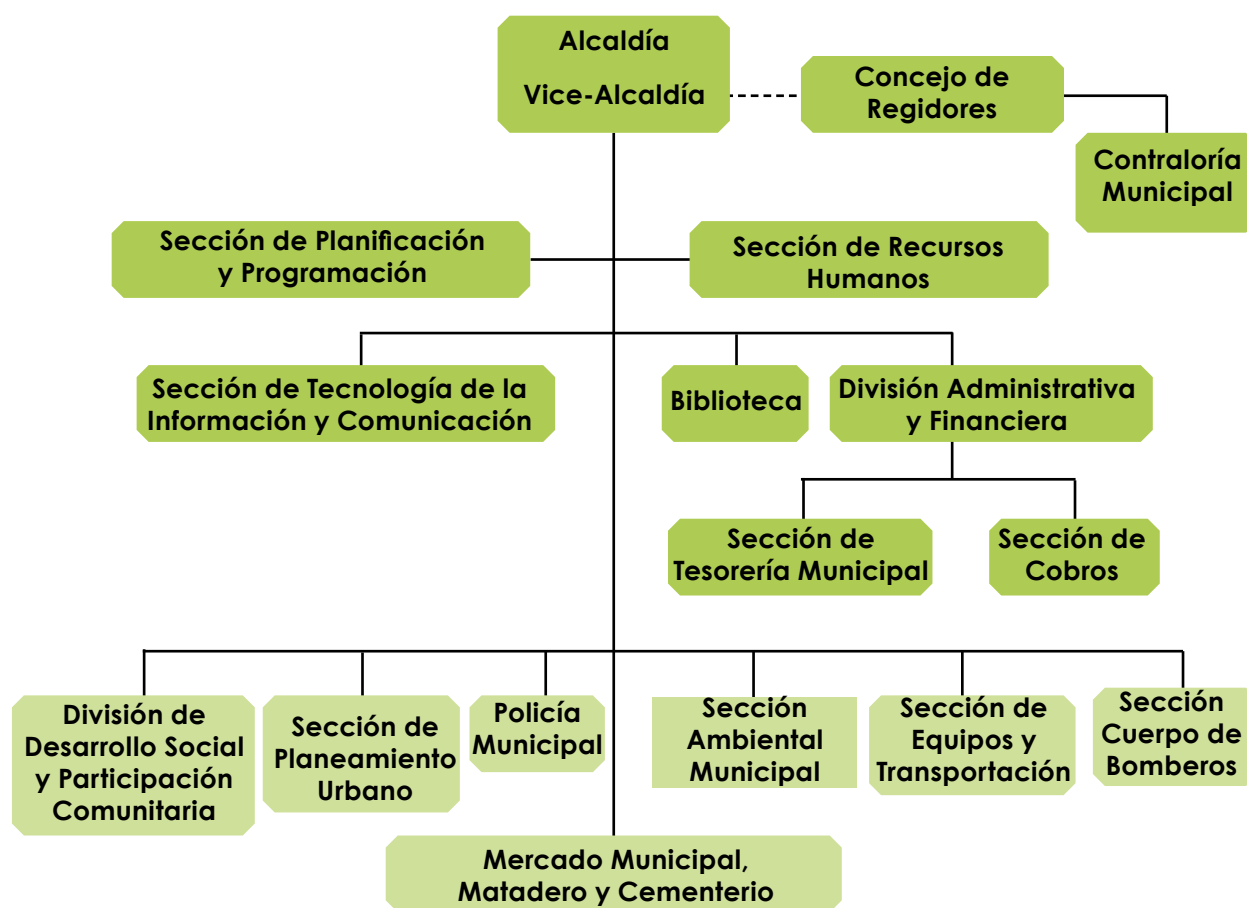 Alcaldía
Vice-Alcaldía
Concejo de
Regidores
Contraloría
Municipal
Sección de Planificación
y Programación
Sección de Recursos
Humanos
Sección de Tecnología de la
Información y Comunicación
Biblioteca
División Administrativa
y Financiera
Sección de
Tesorería Municipal
Sección de
Cobros
División de
Desarrollo Social
y Participación
Comunitaria
Sección de
Planeamiento
Urbano
Policía
Municipal
Sección
Ambiental
Municipal
Sección de
Equipos y
Transportación
Sección
Cuerpo de
Bomberos
Mercado Municipal,
Matadero y Cementerio